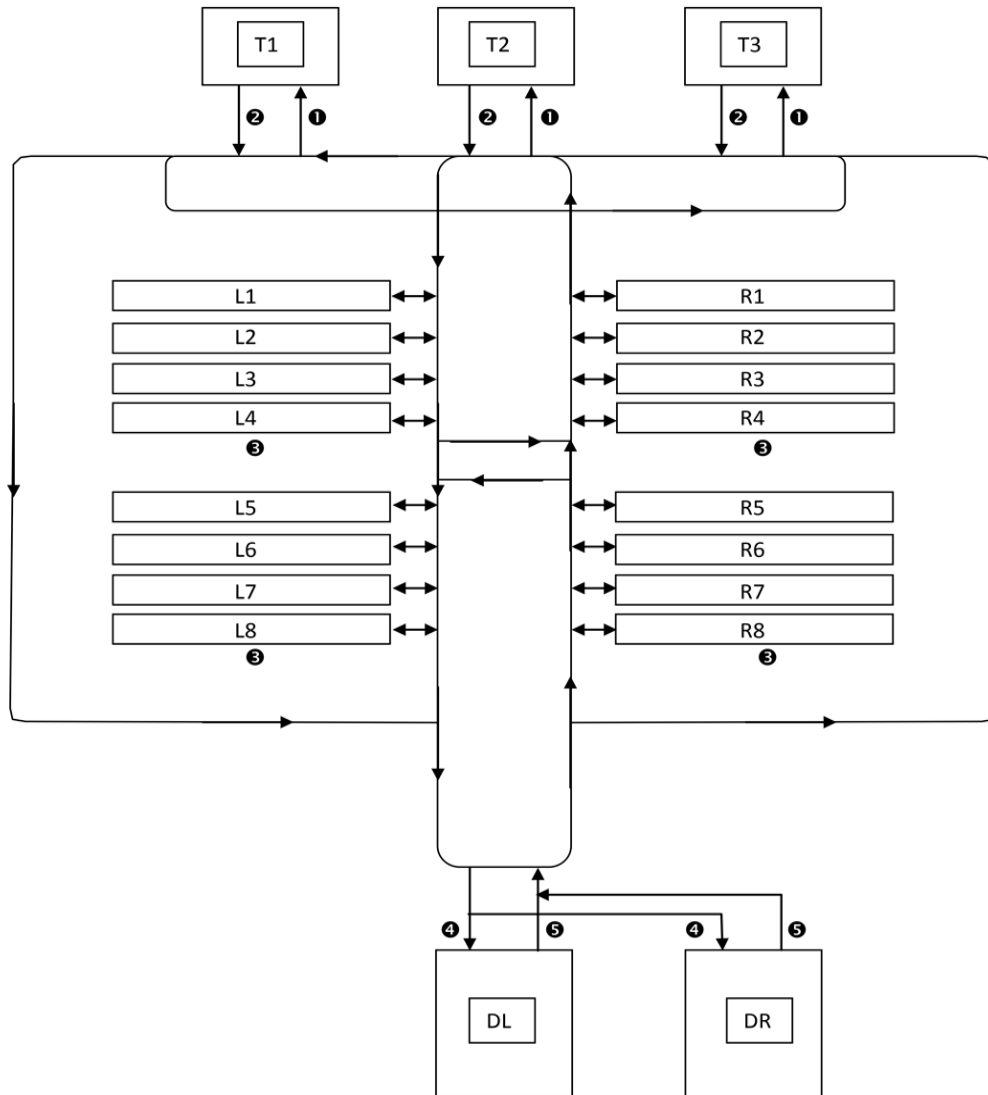 T1 T2 T3
❷ ❶ ❷ ❶ ❷ ❶
L1 R1
L2 R2
L3 R3
L4 R4
❸ ❸
L5 R5
L6 R6
L7 R7
L8 R8
❸ ❸
❹ ❺ ❹ ❺
DL DR